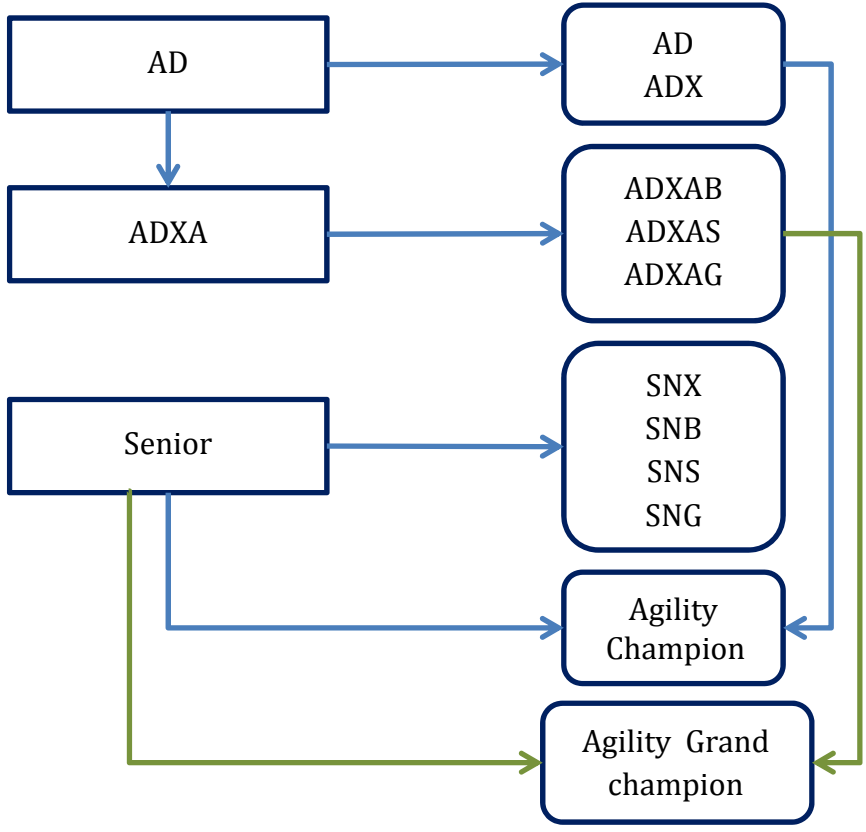 AD
AD
ADX
ADXA
ADXAB
ADXAS
ADXAG
Senior
SNX
SNB
SNS
SNG
Agility
Champion
Agility Grand
champion